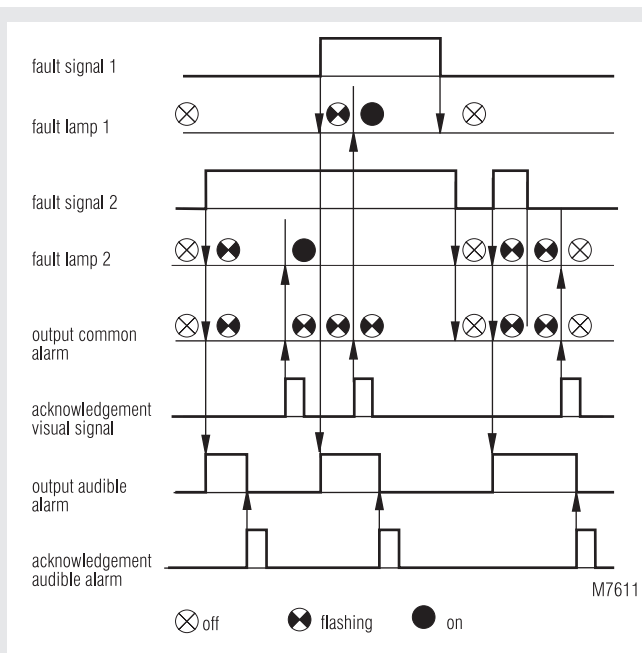 fault signal 1
fault lamp 1
fault signal 2
fault lamp 2
output common
alarm
acknowledgement
visual signal
output audible
alarm
acknowledgement
audible alarm
M7611
off
flashing
on